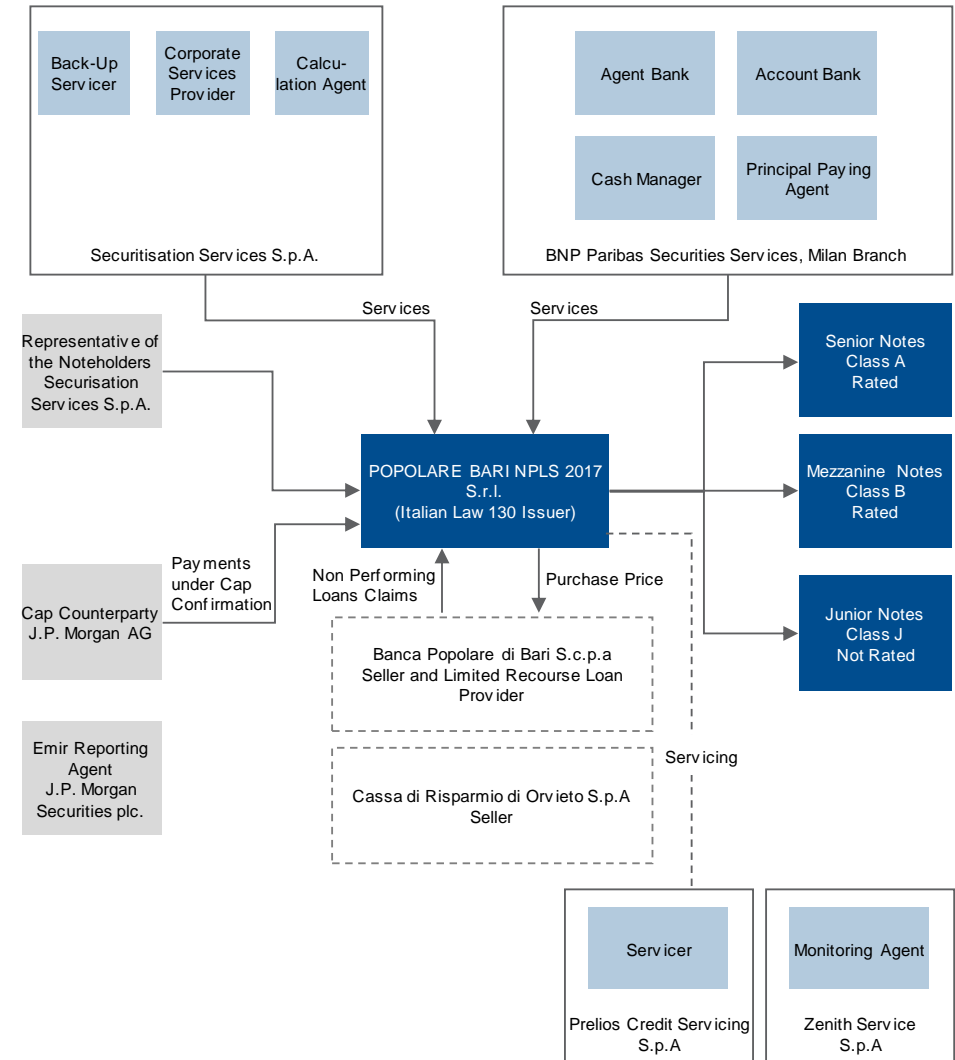 Back-Up
Servicer
Corporate
Services
Provider
Calcu-
lation Agent
Securitisation Services S.p.A.
Agent Bank
Account Bank
Cash Manager
Principal Paying
Agent
BNP Paribas Securities Services, Milan Branch
Services
Services
Representative of
the Noteholders
Securisation
Services S.p.A.
Senior Notes
Class A
Rated
POPOLARE BARI NPLS 2017
S.r.l.
(Italian Law 130 Issuer)
Mezzanine Notes
Class B
Rated
Payments
under Cap
Confirmation
Non Performing
Loans Claims
Purchase Price
Cap Counterparty
J.P. Morgan AG
Junior Notes
Class J
Not Rated
Banca Popolare di Bari S.c.p.a
Seller and Limited Recourse Loan
Provider
Emir Reporting
Agent
J.P. Morgan
Securities plc.
Servicing
Cassa di Risparmio di Orvieto S.p.A
Seller
Servicer
Prelios Credit Servicing
S.p.A
Monitoring Agent
Zenith Service
S.p.A